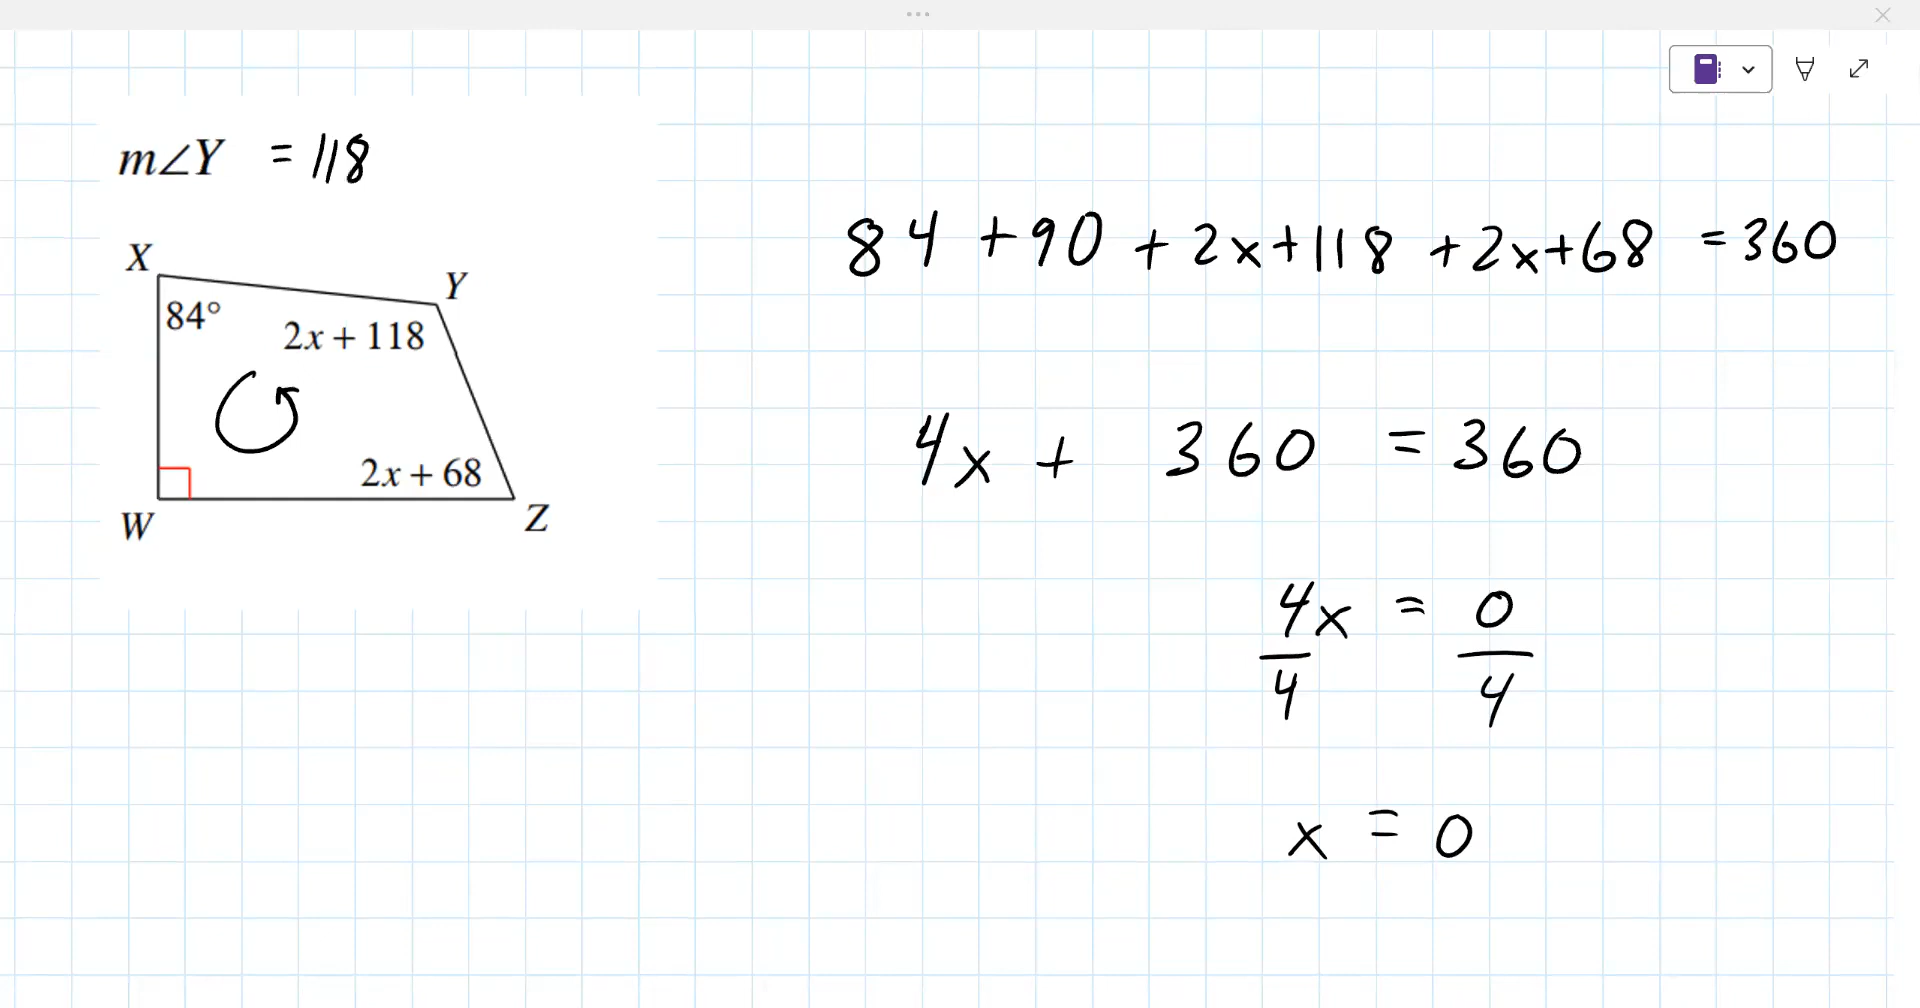 m∠Y = 118
X
Y
84°
2x + 118
2x + 68
W
Z
84 + 90 + 2x + 118 + 2x + 68 = 360
4x + 360 = 360
4x = 0
4 4
x = 0